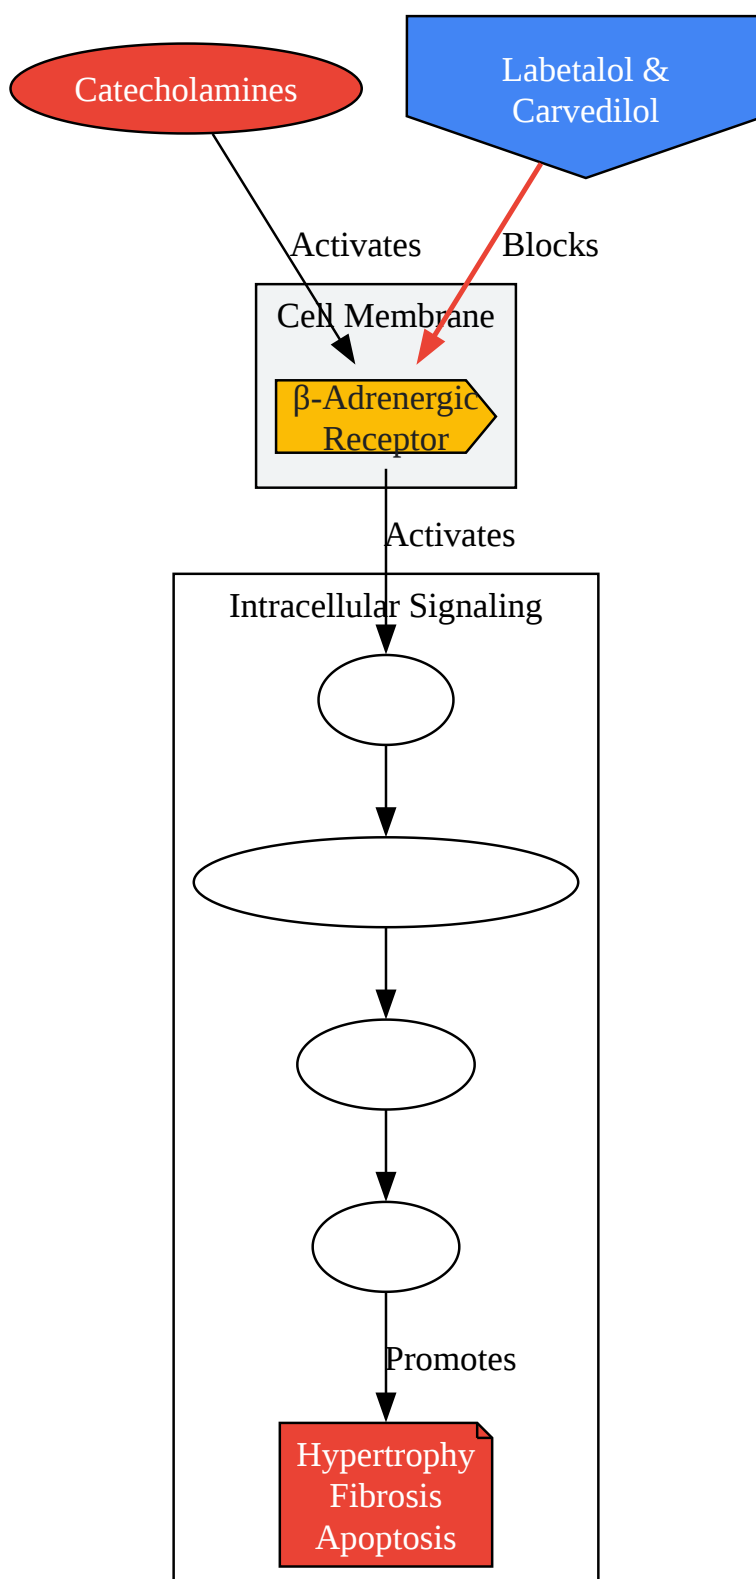 Catecholamines
Labetalol &
Carvedilol
Activates
Blocks
Cell Membrane
β-Adrenergic
Receptor
Activates
Intracellular Signaling
Promotes
Hypertrophy
Fibrosis
Apoptosis